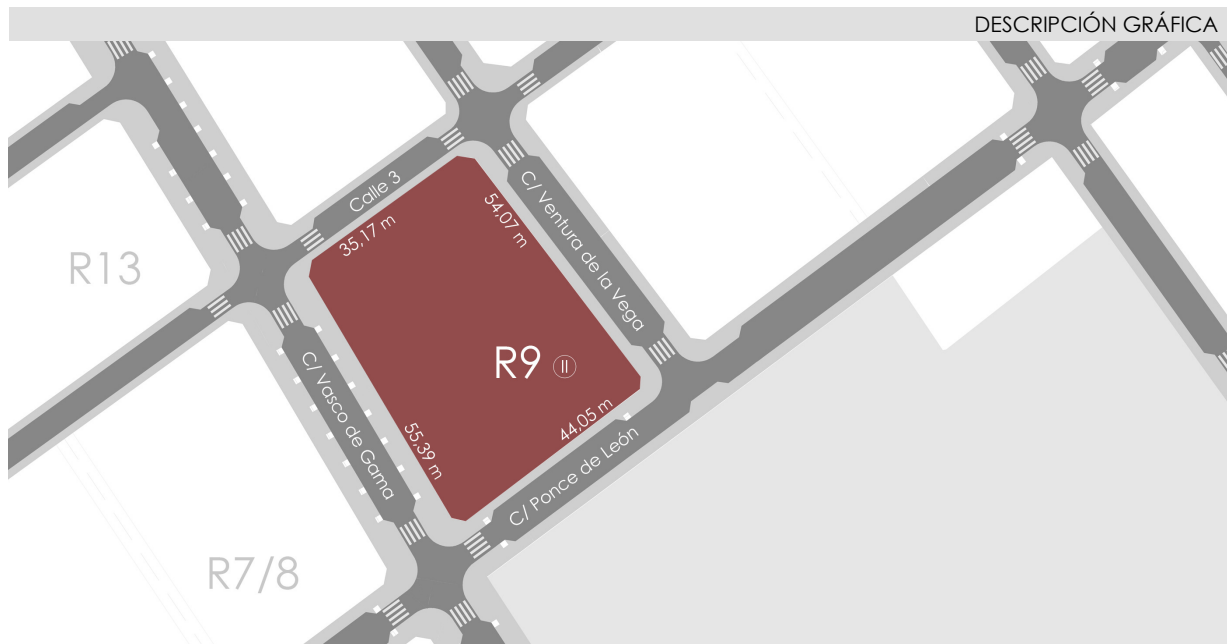 DESCRIPCIÓN GRÁFICA
Calle 3
35,17 m
54,07 m
C/ Ventura de la Vega
R13
R9 II
C/ Vasco de Gama
55,39 m
44,05 m
C/ Ponce de León
R7/8